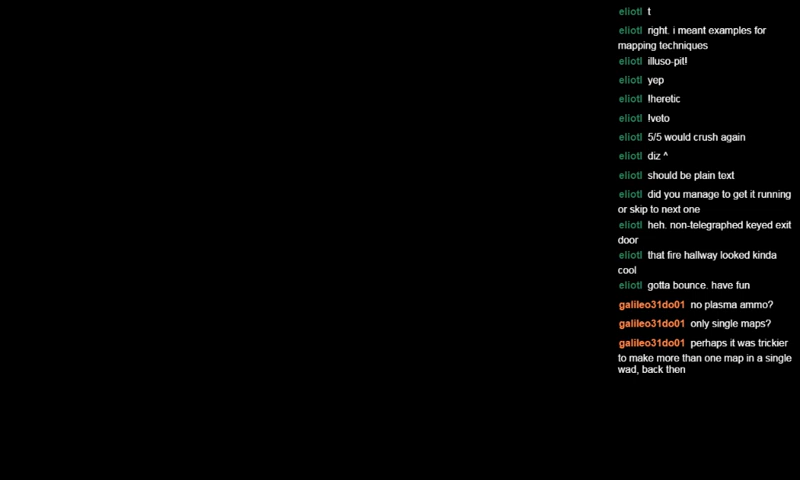 eliotl t
eliotl right. i meant examples for
mapping techniques
eliotl illuso-pit!
eliotl yep
eliotl !heretic
eliotl !veto
eliotl 5/5 would crush again
eliotl diz ^
eliotl should be plain text
eliotl did you manage to get it running
or skip to next one
eliotl heh. non-telegraphed keyed exit
door
eliotl that fire hallway looked kinda
cool
eliotl gotta bounce. have fun
galileo31do01 no plasma ammo?
galileo31do01 only single maps?
galileo31do01 perhaps it was trickier
to make more than one map in a single
wad, back then